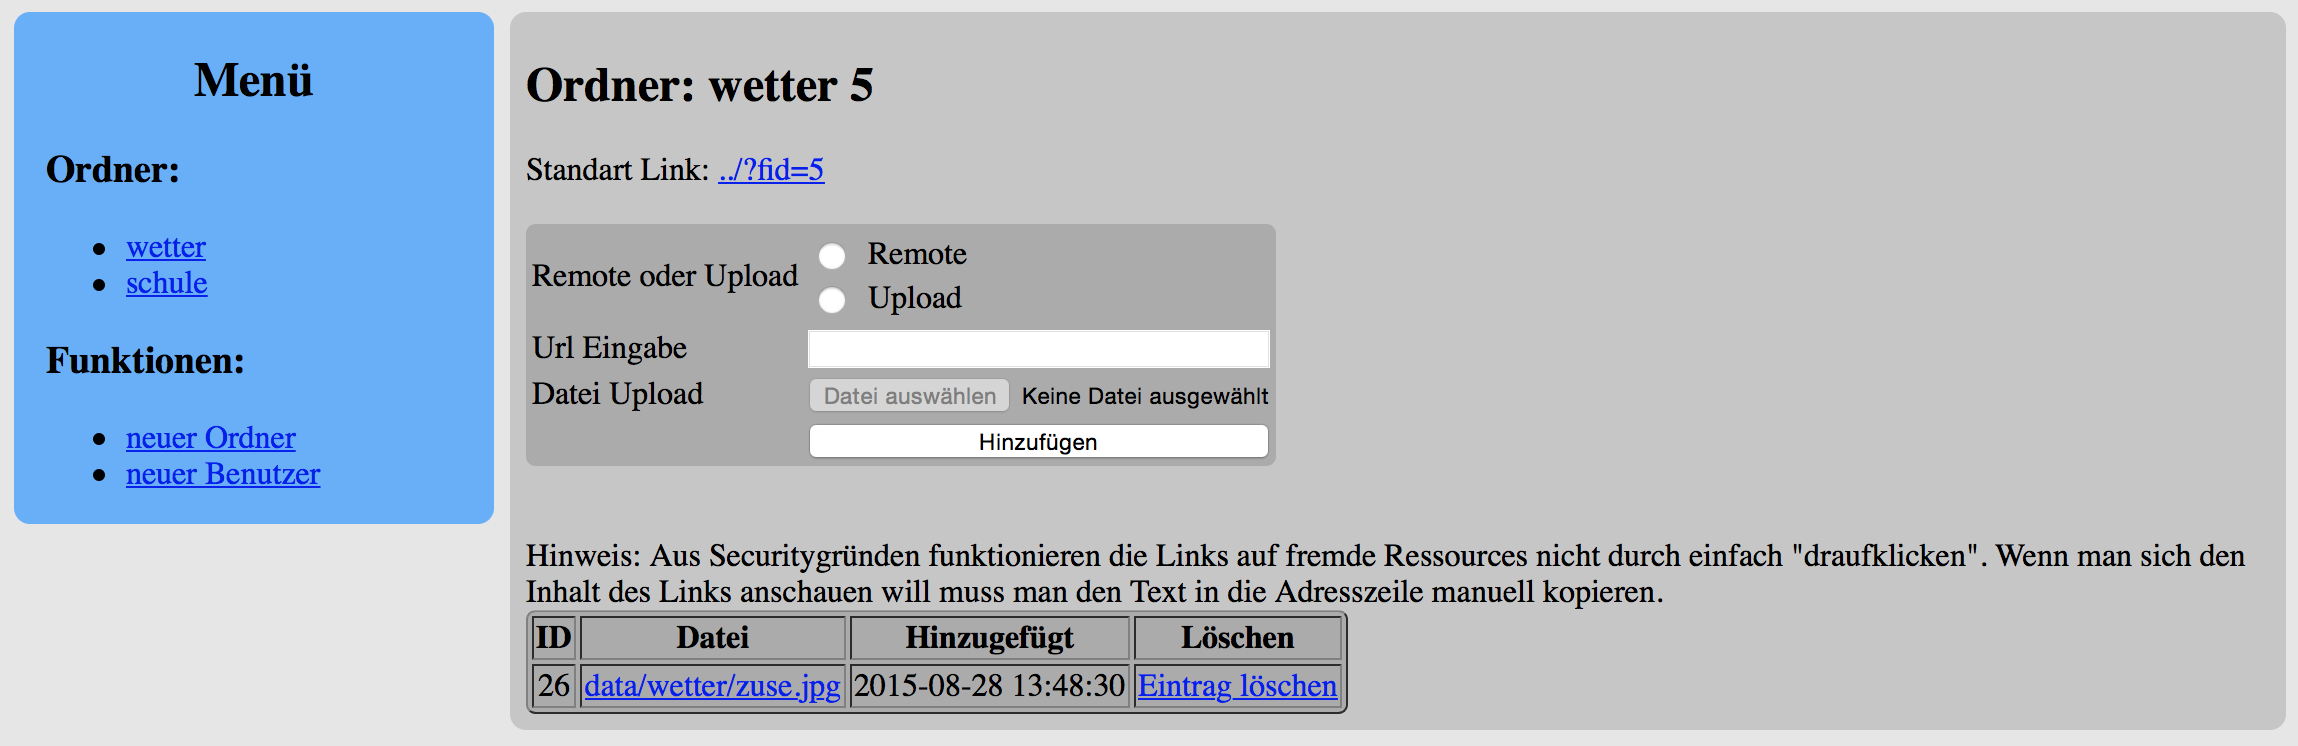 Menü
Ordner:
wetter
schule
Funktionen:
neuer Ordner
neuer Benutzer
Ordner: wetter 5
Standart Link: ../?fid=5
Remote oder Upload
Remote
Upload
Url Eingabe
Datei Upload Datei auswählen Keine Datei ausgewählt
Hinzufügen
Hinweis: Aus Securitygründen funktionieren die Links auf fremde Ressources nicht durch einfach "draufklicken". Wenn man sich den
Inhalt des Links anschauen will muss man den Text in die Adresszeile manuell kopieren.
ID Datei Hinzugefügt Löschen
26 data/wetter/zuse.jpg 2015-08-28 13:48:30 Eintrag löschen